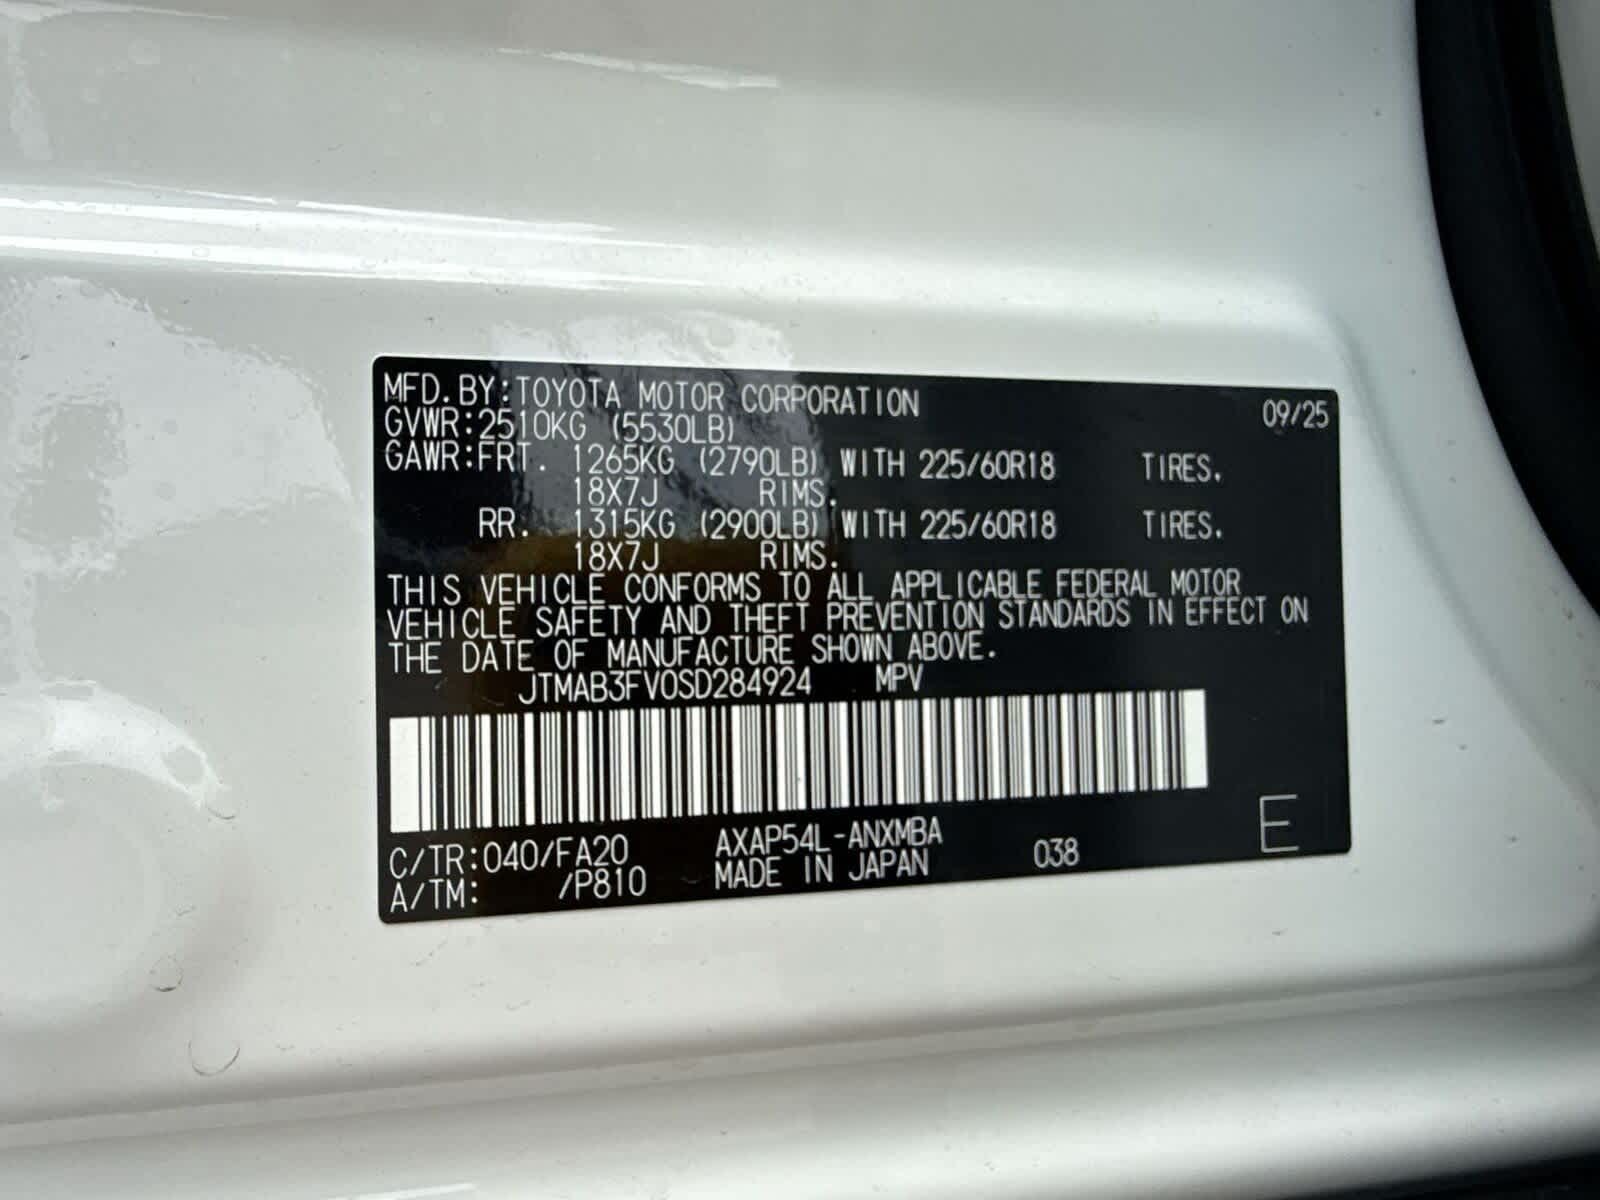 MFD.BY:TOYOTA MOTOR CORPORATION 09/25
GVWR:2510KG (5530LB)
GAWR:FRT. 1265KG (2790LB) WITH 225/60R18 TIRES.
18X7J RIMS.
RR. 1315KG (2900LB) WITH 225/60R18 TIRES.
18X7J RIMS.
THIS VEHICLE CONFORMS TO ALL APPLICABLE FEDERAL MOTOR
VEHICLE SAFETY AND THEFT PREVENTION STANDARDS IN EFFECT ON
THE DATE OF MANUFACTURE SHOWN ABOVE.
JTMAB3FV0SD284924 MPV
C/TR:040/FA20 AXAP54L-ANXMBA 038 E
A/TM: /P810 MADE IN JAPAN